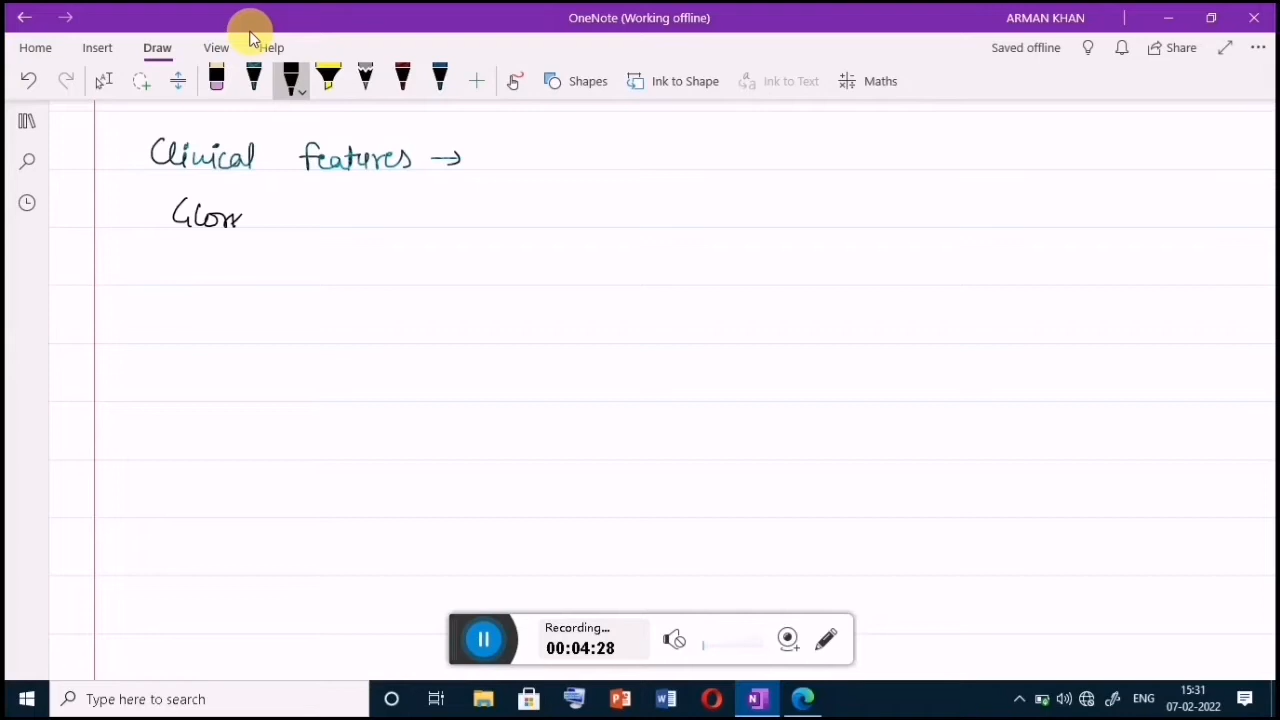 OneNote (Working offline)
ARMAN KHAN
Home Insert Draw View Help
Saved offline
Share
Shapes
Ink to Shape
Ink to Text
Maths
Clinical features →
Recording...
00:04:28
Type here to search
ENG
15:31
07-02-2022